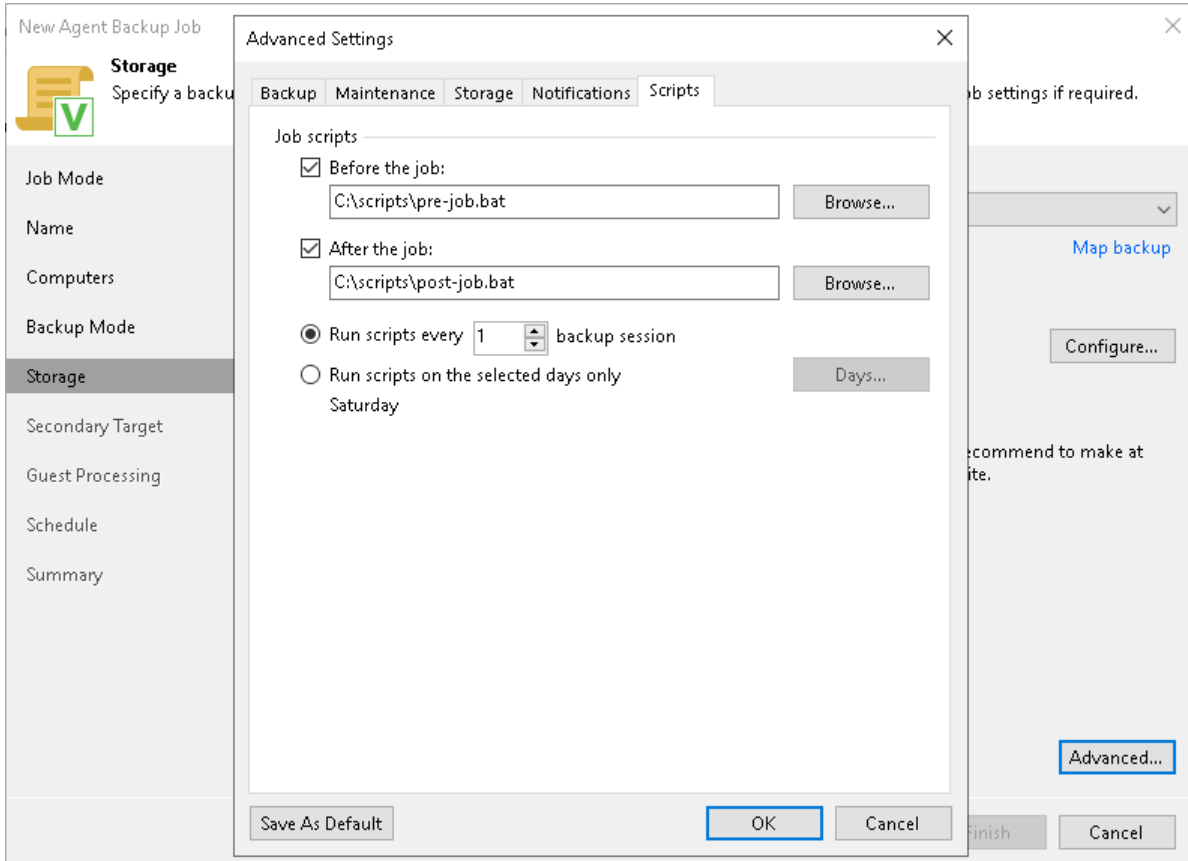 New Agent Backup Job
Storage
Specify a backu
b settings if required.
Job Mode
Name
Computers
Backup Mode
Storage
Secondary Target
Guest Processing
Schedule
Summary
Advanced Settings
Backup Maintenance Storage Notifications Scripts
Job scripts
Before the job:
C:\scripts\pre-job.bat Browse...
After the job:
C:\scripts\post-job.bat Browse...
Run scripts every 1 backup session
Run scripts on the selected days only Days...
Saturday
Save As Default OK Cancel
Map backup
Configure...
ecommend to make at
ite.
Advanced...
Finish Cancel